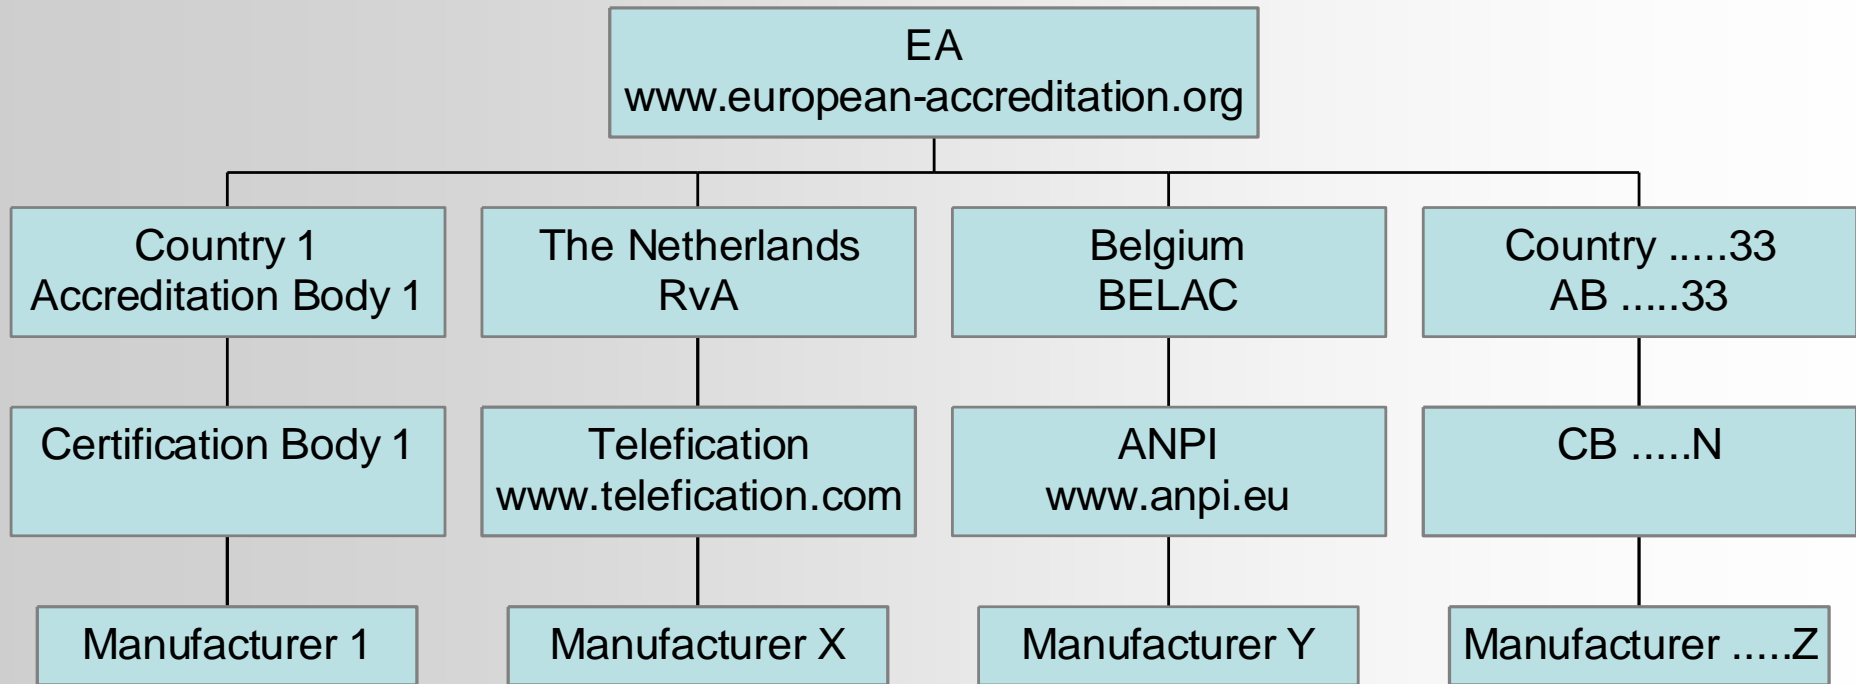 EA
www.european-accreditation.org
Country 1
Accreditation Body 1
The Netherlands
RvA
Belgium
BELAC
Country .....33
AB .....33
Certification Body 1
Telefication
www.telefication.com
ANPI
www.anpi.eu
CB .....N
Manufacturer 1
Manufacturer X
Manufacturer Y
Manufacturer .....Z